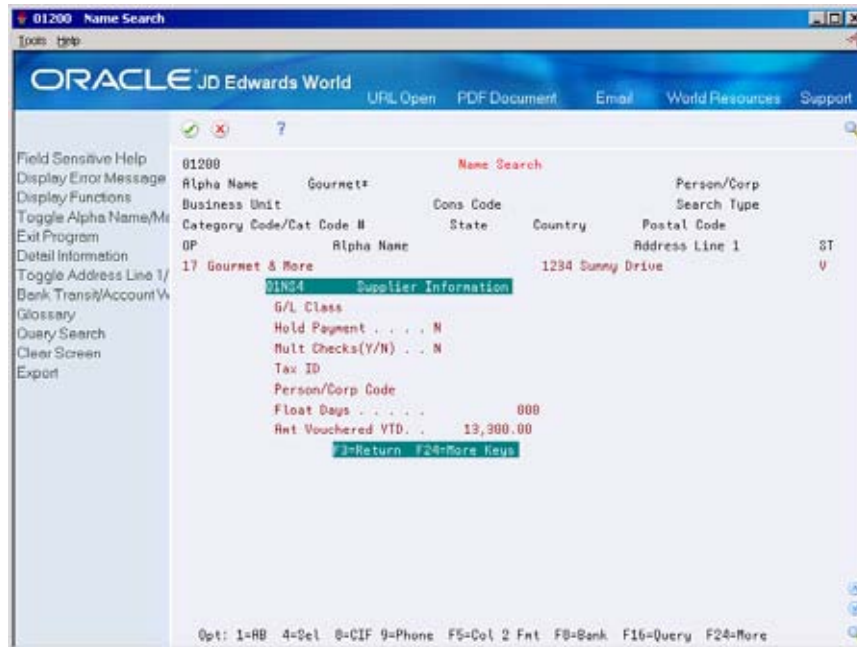 01200 Name Search
Tools Help
ORACLE JD Edwards World
URL Open PDF Document Email World Resources Support
?
Field Sensitive Help
Display Error Message
Display Functions
Toggle Alpha Name/Ma
Exit Program
Detail Information
Toggle Address Line 1/
Bank Transit/Account
Glossary
Query Search
Clear Screen
Export
01200 Name Search
Alpha Name Gourmet* Person/Corp
Business Unit Cons Code Search Type
Category Code/Cat Code # State Country Postal Code
OP Alpha Name Address Line 1 ST
17 Gourmet & More 1234 Sunny Drive V
01NS4 Supplier Information
G/L Class
Hold Payment . . . . N
Mult Checks(Y/N) . . N
Tax ID
Person/Corp Code
Float Days . . . . . 000
Amt Vouchered YTD. . 13,300.00
F3=Return F24=More Keys
Opt: 1=AB 4=Sel 8=CIF 9=Phone F5=Col 2 Fmt F8=Bank F16=Query F24=More